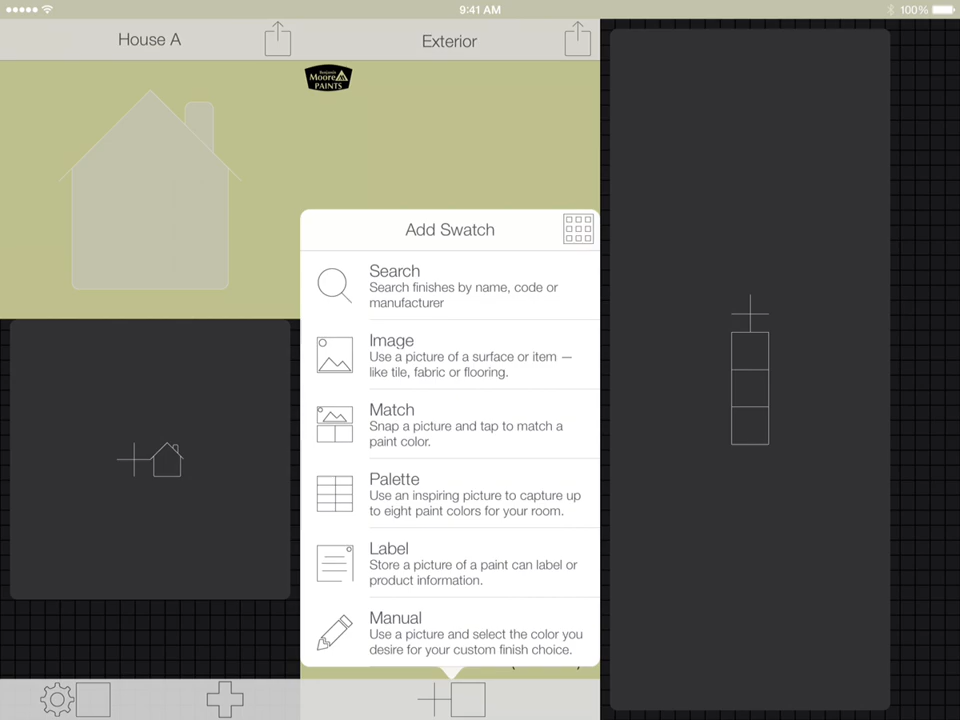 9:41 AM
100%
House A
Exterior
Benjamin
Moore
PAINTS
Add Swatch
Search
Search finishes by name, code or
manufacturer
Image
Use a picture of a surface or item —
like tile, fabric or flooring.
Match
Snap a picture and tap to match a
paint color.
Palette
Use an inspiring picture to capture up
to eight paint colors for your room.
Label
Store a picture of a paint can label or
product information.
Manual
Use a picture and select the color you
desire for your custom finish choice.